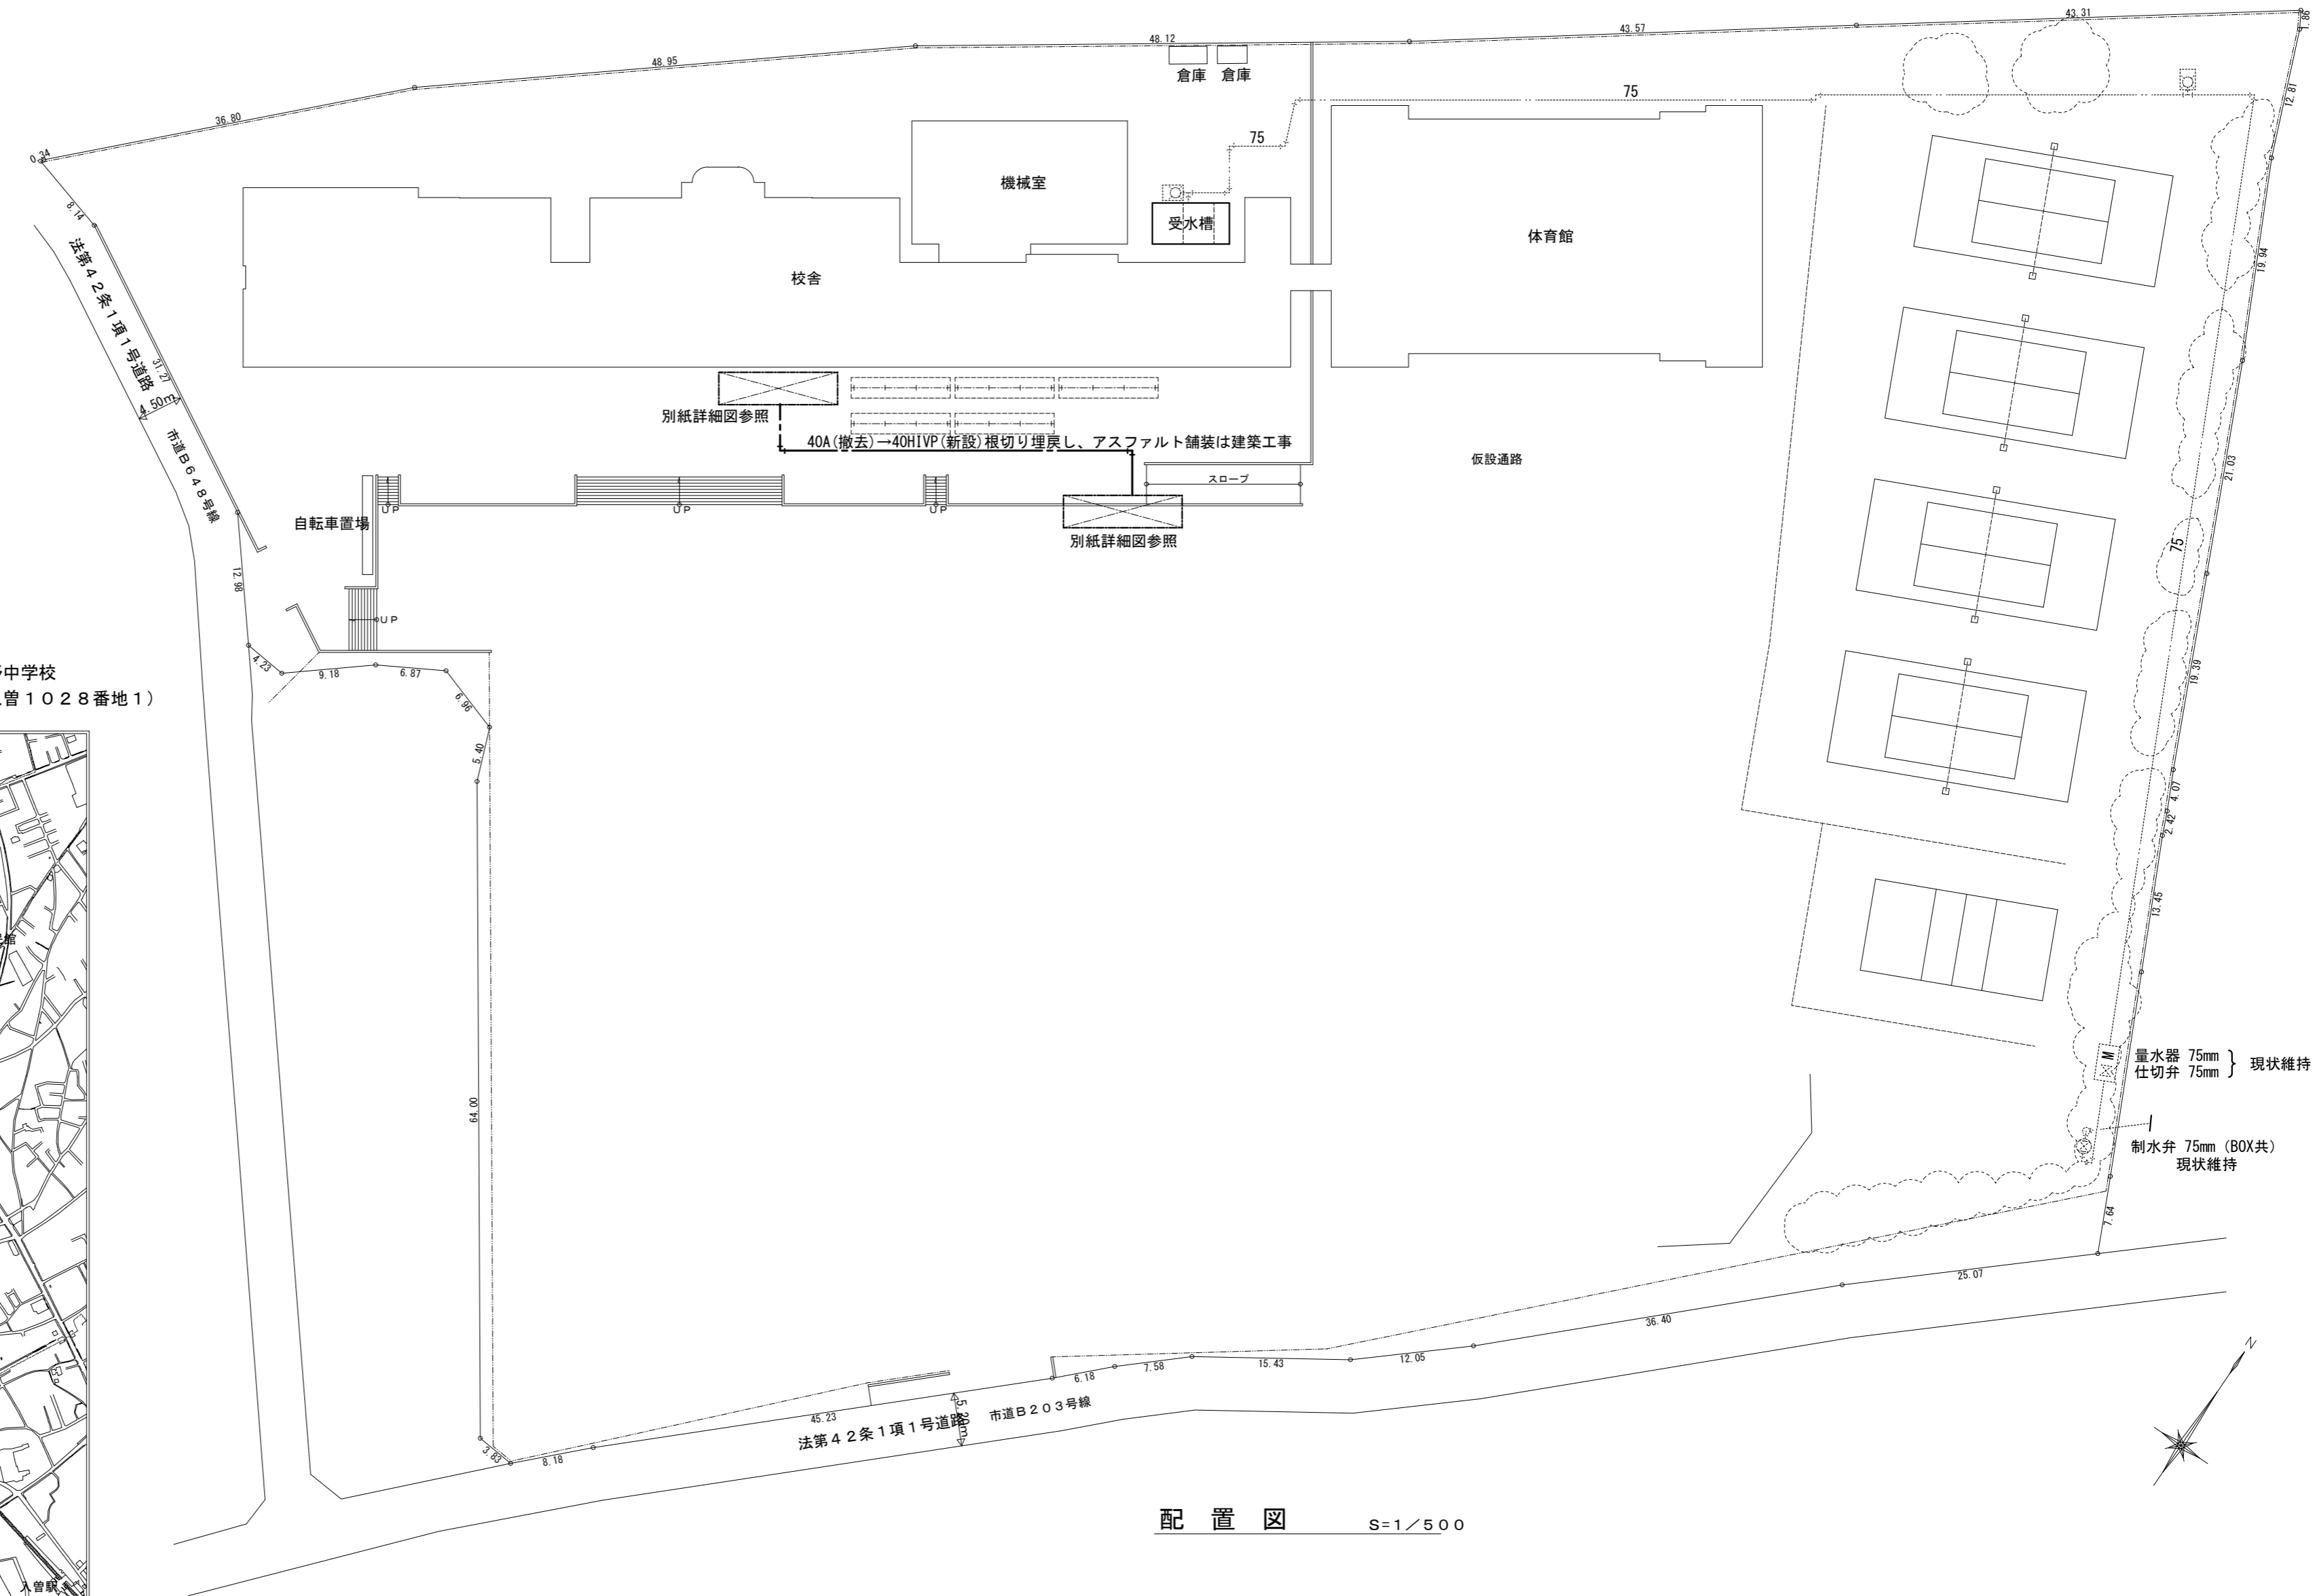 43.31
1.86
43.57
48.12
48.95
36.80
0.34
倉庫
倉庫
75
12.81
75
機械室
受水槽
体育館
校舎
8.14
法第４２条１項１号道路
31.27
4.50m
市道Ｂ６４８号線
19.94
別紙詳細図参照
40A(撤去)→40HIVP(新設)根切り埋戻し、アスファルト舗装は建築工事
仮設通路
スロープ
21.03
自転車置場
ＵＰ
ＵＰ
ＵＰ
別紙詳細図参照
75
12.98
ＵＰ
4.23
9.18
6.87
6.96
5.40
19.39
中学校
曽１０２８番地１）
4.07
2.42
13.45
館
M
量水器 75mm
仕切弁 75mm
現状維持
64.00
制水弁 75mm (BOX共)
現状維持
7.64
25.07
36.40
12.05
15.43
7.58
6.18
45.23
5.20m
市道Ｂ２０３号線
法第４２条１項１号道路
8.18
3.83
N
入曽駅
配置図
S=１／５００